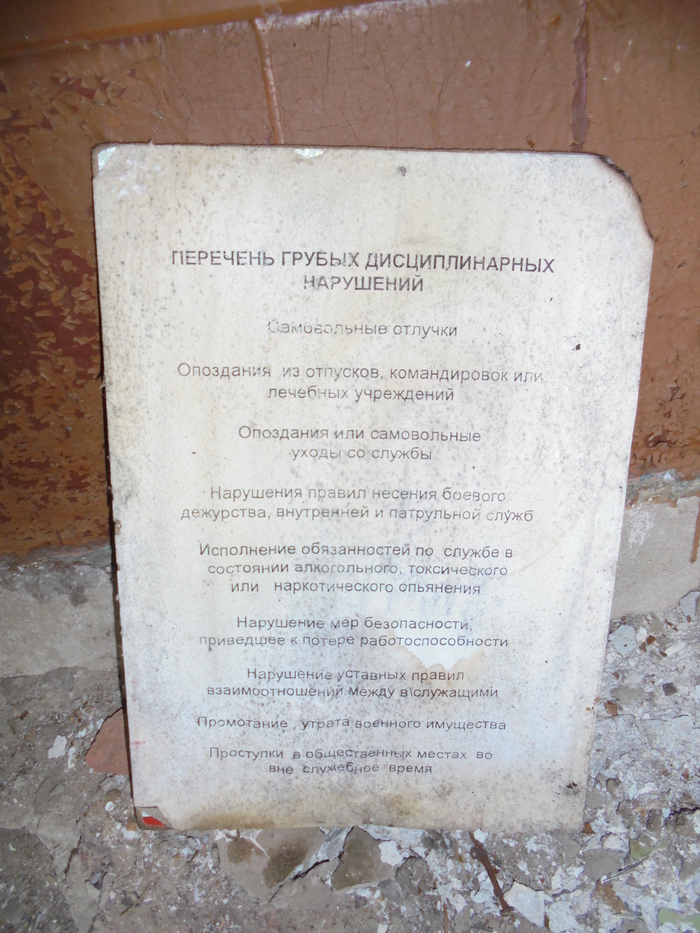 ПЕРЕЧЕНЬ ГРУБЫХ ДИСЦИПЛИНАРНЫХ
НАРУШЕНИЙ
Самовольные отлучки
Опоздания из отпусков, командировок или
лечебных учреждений
Опоздания или самовольные
уходы со службы
Нарушения правил несения боевого
дежурства, внутренней и патрульной служб
Исполнение обязанностей по службе в
состоянии алкогольного, токсического
или наркотического опьянения
Нарушение мер безопасности,
приведшее к потере работоспособности
Нарушение уставных правил
взаимоотношений между в\служащими
Промотание , утрата военного имущества
Проступки в общественных местах во
вне служебное время